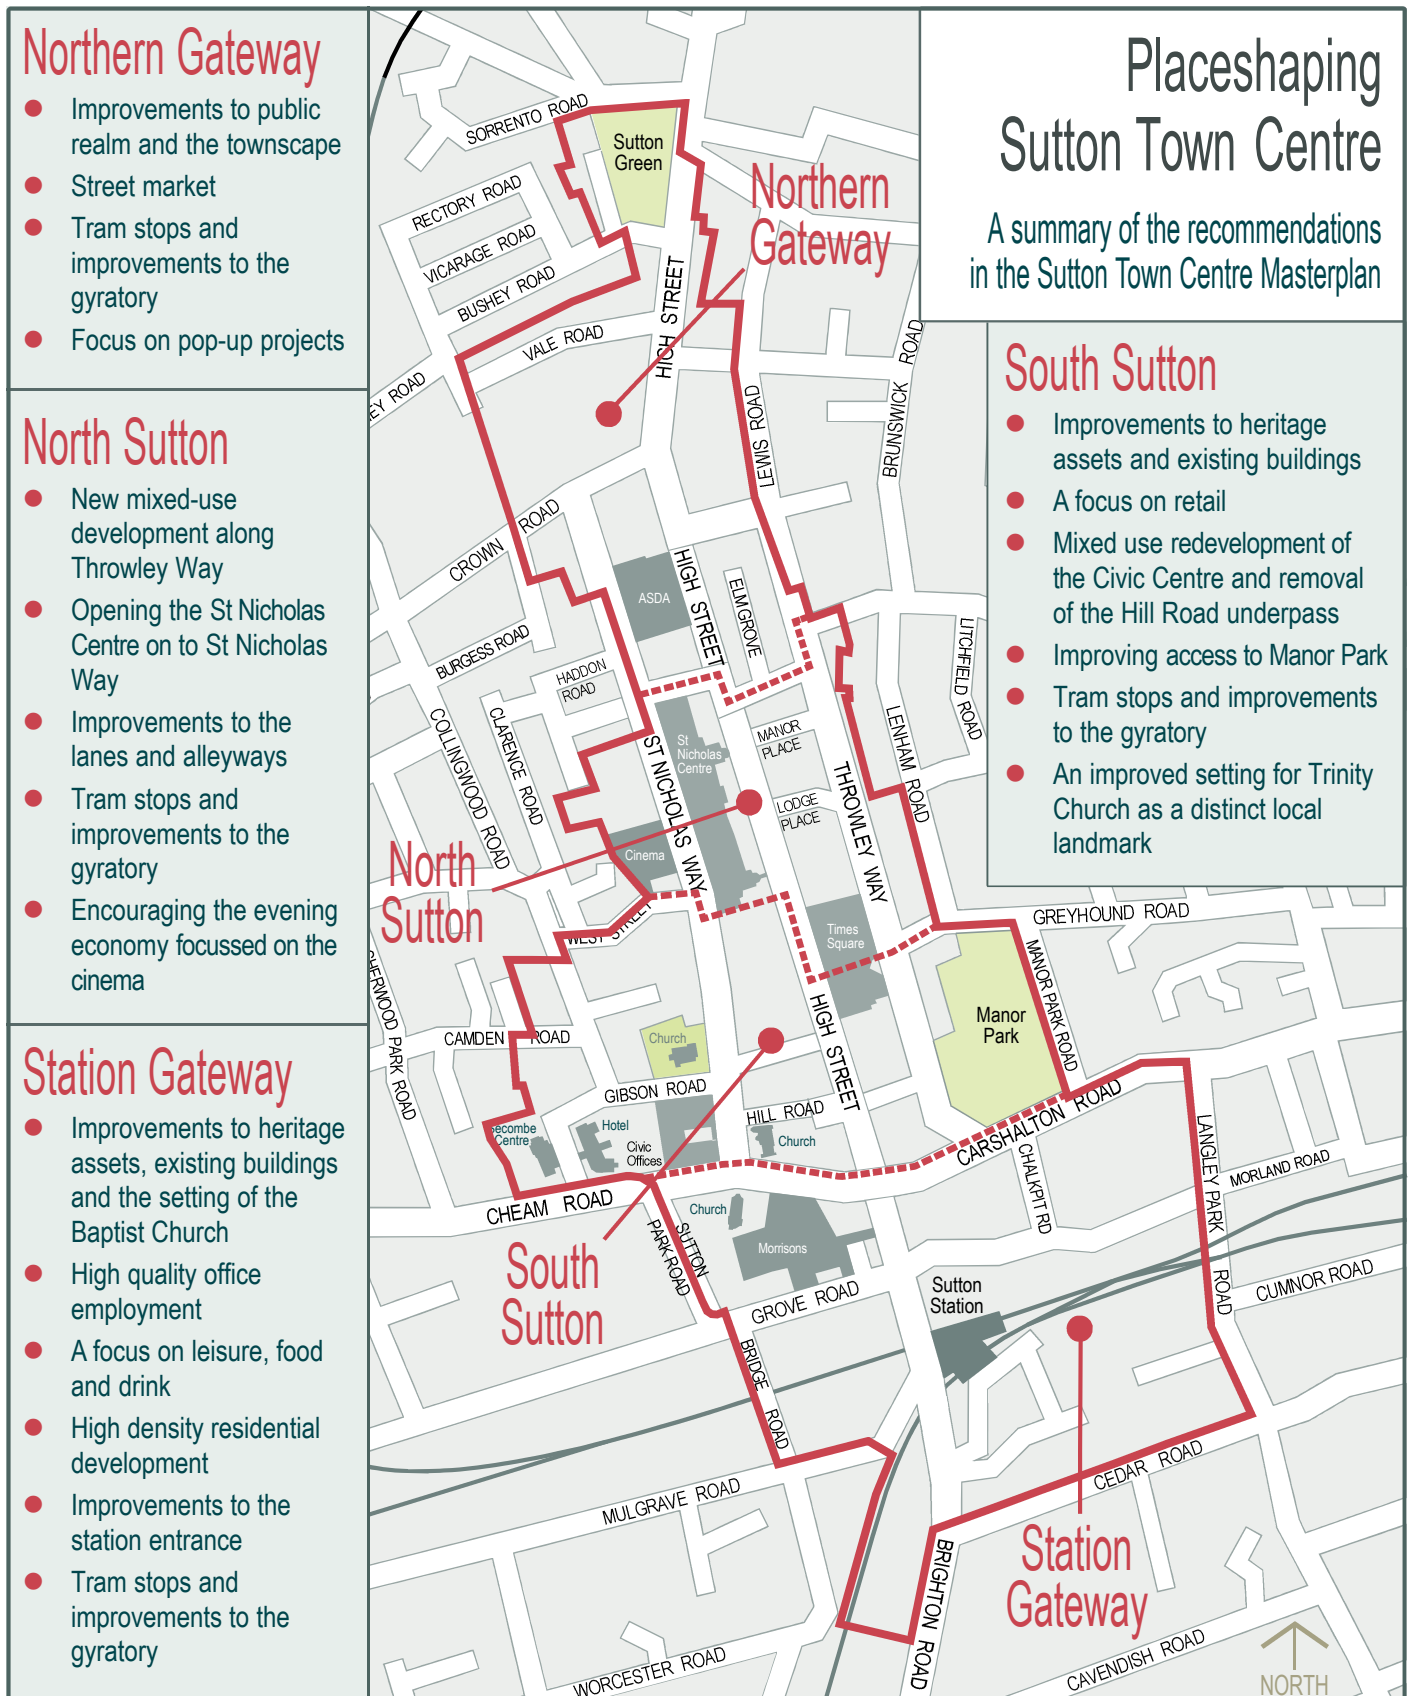 Placeshaping
Sutton Town Centre
A summary of the recommendations
in the Sutton Town Centre Masterplan
Northern Gateway
● Improvements to public
realm and the townscape
● Street market
● Tram stops and
improvements to the
gyratory
● Focus on pop-up projects
North Sutton
● New mixed-use
development along
Throwley Way
● Opening the St Nicholas
Centre on to St Nicholas
Way
● Improvements to the
lanes and alleyways
● Tram stops and
improvements to the
gyratory
● Encouraging the evening
economy focussed on the
cinema
Station Gateway
● Improvements to heritage
assets, existing buildings
and the setting of the
Baptist Church
● High quality office
employment
● A focus on leisure, food
and drink
● High density residential
development
● Improvements to the
station entrance
● Tram stops and
improvements to the
gyratory
South Sutton
● Improvements to heritage
assets and existing buildings
● A focus on retail
● Mixed use redevelopment of
the Civic Centre and removal
of the Hill Road underpass
● Improving access to Manor Park
● Tram stops and improvements
to the gyratory
● An improved setting for Trinity
Church as a distinct local
landmark
SORRENTO ROAD
Sutton
Green
Northern
Gateway
RECTORY ROAD
VICARAGE ROAD
BUSHEY ROAD
HIGH STREET
VALE ROAD
EY ROAD
LEWIS ROAD
BRUNSWICK ROAD
CROWN ROAD
ASDA
HIGH STREET
ELMGROVE
BURGESS ROAD
HADDON
ROAD
LITCHFIELD ROAD
COLLINGWOOD ROAD
CLARENCE ROAD
ST NICHOLAS WAY
St
Nicholas
Centre
MANOR
PLACE
LODGE
PLACE
THROWLEY WAY
LENHAM ROAD
Cinema
North
Sutton
WEST STREET
Times
Square
GREYHOUND ROAD
MANOR PARK ROAD
Manor
Park
HERWOOD PARK ROAD
CAMDEN ROAD
Church
HIGH STREET
GIBSON ROAD
HILL ROAD
Church
Secombe
Centre
Hotel
Civic
Offices
CARSHALTON ROAD
CHALKPIT RD
LANGLEY PARK ROAD
MORLAND ROAD
CHEAM ROAD
SUTTON
PARK ROAD
Church
Morrisons
South
Sutton
GROVE ROAD
Sutton
Station
CUMNOR ROAD
BRIDGE ROAD
MULGRAVE ROAD
CEDAR ROAD
Station
Gateway
BRIGHTON ROAD
WORCESTER ROAD
CAVENDISH ROAD
NORTH